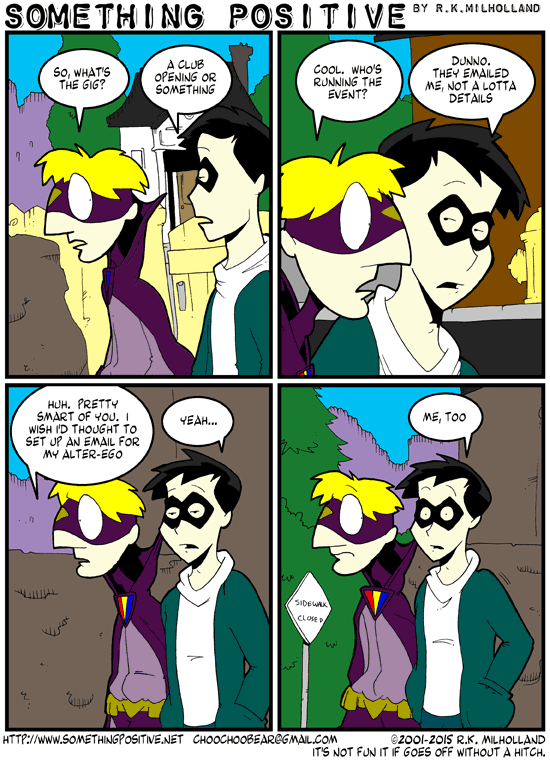 SOMETHING POSITIVE BY R.K.MILHOLLAND
SO, WHAT'S
THE GIG?
A CLUB
OPENING OR
SOMETHING
COOL. WHO'S
RUNNING THE
EVENT?
DUNNO.
THEY EMAILED
ME, NOT A LOTTA
DETAILS
HUH. PRETTY
SMART OF YOU. I
WISH I'D THOUGHT TO
SET UP AN EMAIL FOR
MY ALTER-EGO
YEAH...
ME, TOO
SIDEWALK
CLOSED
HTTP://WWW.SOMETHINGPOSITIVE.NET CHOOCHOOBEAR@GMAIL.COM ©2001-2015 R.K. MILHOLLAND
IT'S NOT FUN IT IF GOES OFF WITHOUT A HITCH.